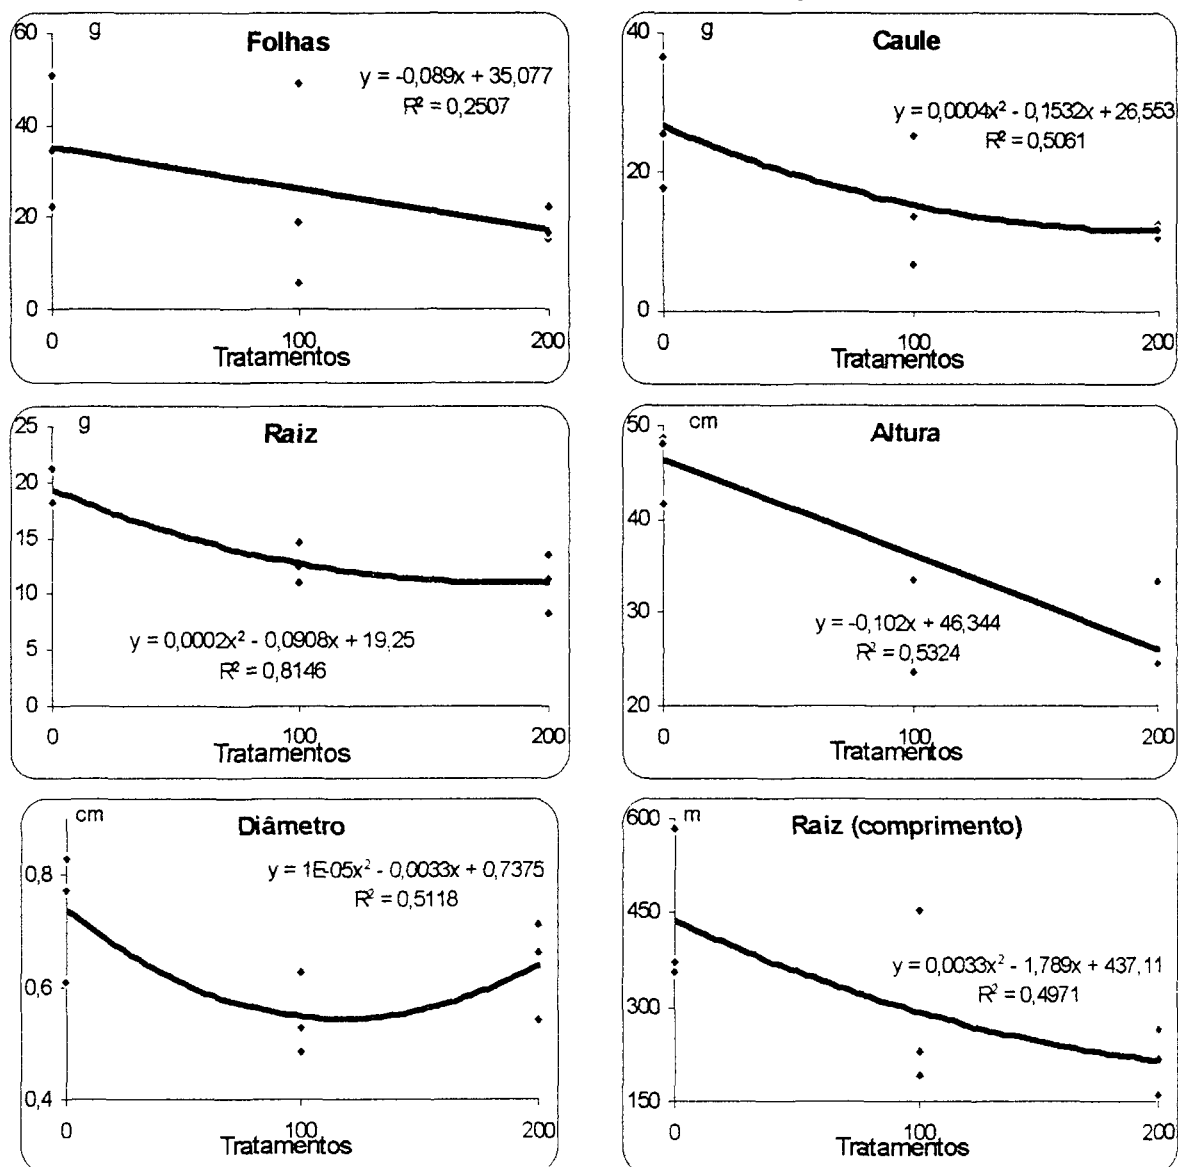 g
Folhas
60
y = -0,089x + 35,077
R² = 0,2507
40
20
0
0 100 200
Tratamentos
g
Caule
40
y = 0,0004x² - 0,1532x + 26,553
R² = 0,5061
20
0
0 100 200
Tratamentos
g
Raiz
25
20
15
10
y = 0,0002x² - 0,0908x + 19,25
R² = 0,8146
5
0
0 100 200
Tratamentos
cm
Altura
50
40
30
y = -0,102x + 46,344
R² = 0,5324
20
0 100 200
Tratamentos
cm
Diâmetro
y = 1E-05x² - 0,0033x + 0,7375
0,8
R² = 0,5118
0,6
0,4
0 100 200
Tratamentos
600
m
Raiz (comprimento)
450
y = 0,0033x² - 1,789x + 437,11
R² = 0,4971
300
150
0 100 200
Tratamentos